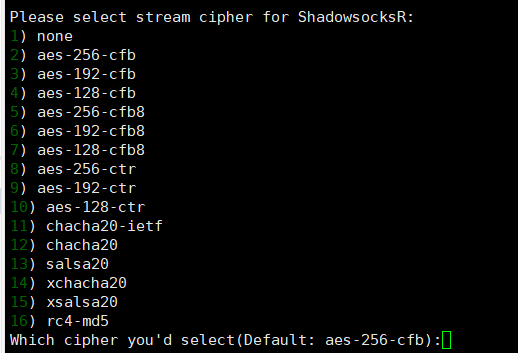 Please select stream cipher for ShadowsocksR:
1) none
2) aes-256-cfb
3) aes-192-cfb
4) aes-128-cfb
5) aes-256-cfb8
6) aes-192-cfb8
7) aes-128-cfb8
8) aes-256-ctr
9) aes-192-ctr
10) aes-128-ctr
11) chacha20-ietf
12) chacha20
13) salsa20
14) xchacha20
15) xsalsa20
16) rc4-md5
Which cipher you'd select(Default: aes-256-cfb):